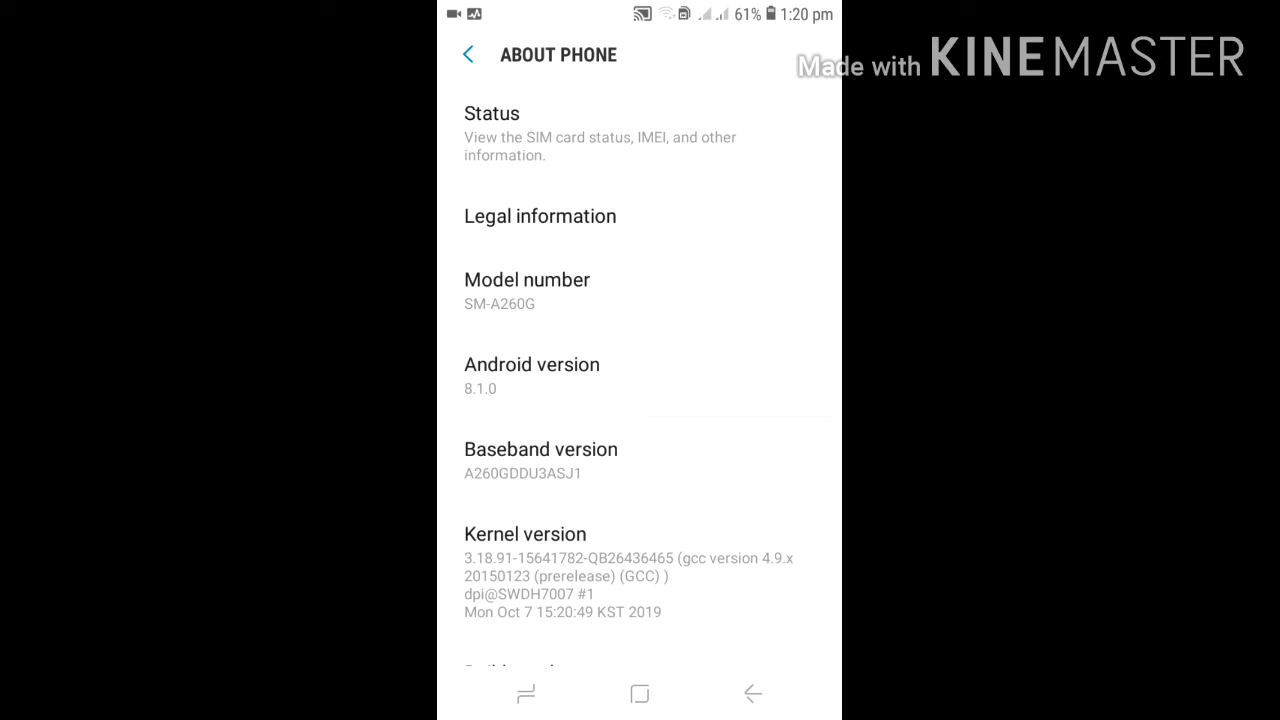 61% 1:20 pm
ABOUT PHONE
Made with KINEMASTER
Status
View the SIM card status, IMEI, and other
information.
Legal information
Model number
SM-A260G
Android version
8.1.0
Baseband version
A260GDDU3ASJ1
Kernel version
3.18.91-15641782-QB26436465 (gcc version 4.9.x
20150123 (prerelease) (GCC) )
dpi@SWDH7007 #1
Mon Oct 7 15:20:49 KST 2019